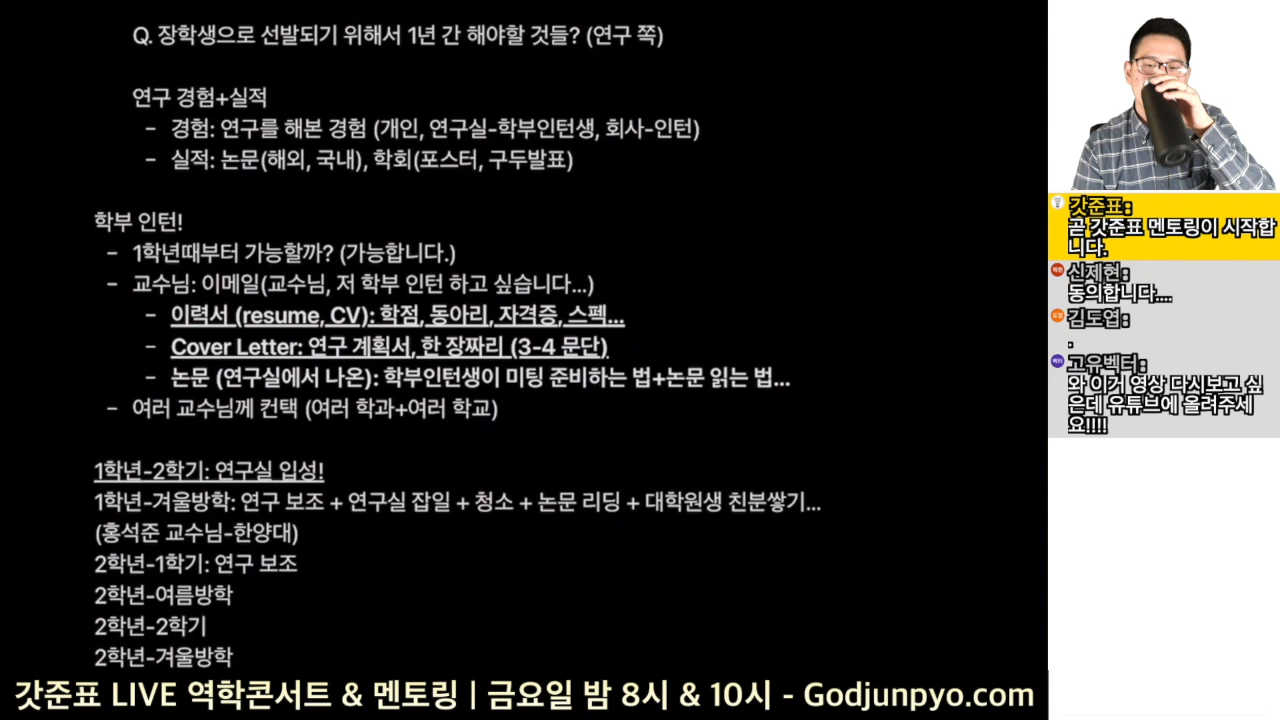 Q. 장학생으로 선발되기 위해서 1년 간 해야할 것들? (연구 쪽)
연구 경험+실적
- 경험: 연구를 해본 경험 (개인, 연구실-학부인턴생, 회사-인턴)
- 실적: 논문(해외, 국내), 학회(포스터, 구두발표)
학부 인턴!
- 1학년때부터 가능할까? (가능합니다.)
- 교수님: 이메일(교수님, 저 학부 인턴 하고 싶습니다...)
- 이력서 (resume, CV): 학점, 동아리, 자격증, 스펙...
- Cover Letter: 연구 계획서, 한 장짜리 (3-4 문단)
- 논문 (연구실에서 나온): 학부인턴생이 미팅 준비하는 법+논문 읽는 법...
- 여러 교수님께 컨택 (여러 학과+여러 학교)
1학년-2학기: 연구실 입성!
1학년-겨울방학: 연구 보조 + 연구실 잡일 + 청소 + 논문 리딩 + 대학원생 친분쌓기...
(홍석준 교수님-한양대)
2학년-1학기: 연구 보조
2학년-여름방학
2학년-2학기
2학년-겨울방학
갓준표 LIVE 역학콘서트 & 멘토링 | 금요일 밤 8시 & 10시 - Godjunpyo.com
갓준표:
곧 갓준표 멘토링이 시작합
니다.
제현
신제현:
동의합니다....
도엽
김도엽:
.
벡터
고유벡터:
와 이거 영상 다시보고 싶
은데 유튜브에 올려주세
요!!!!